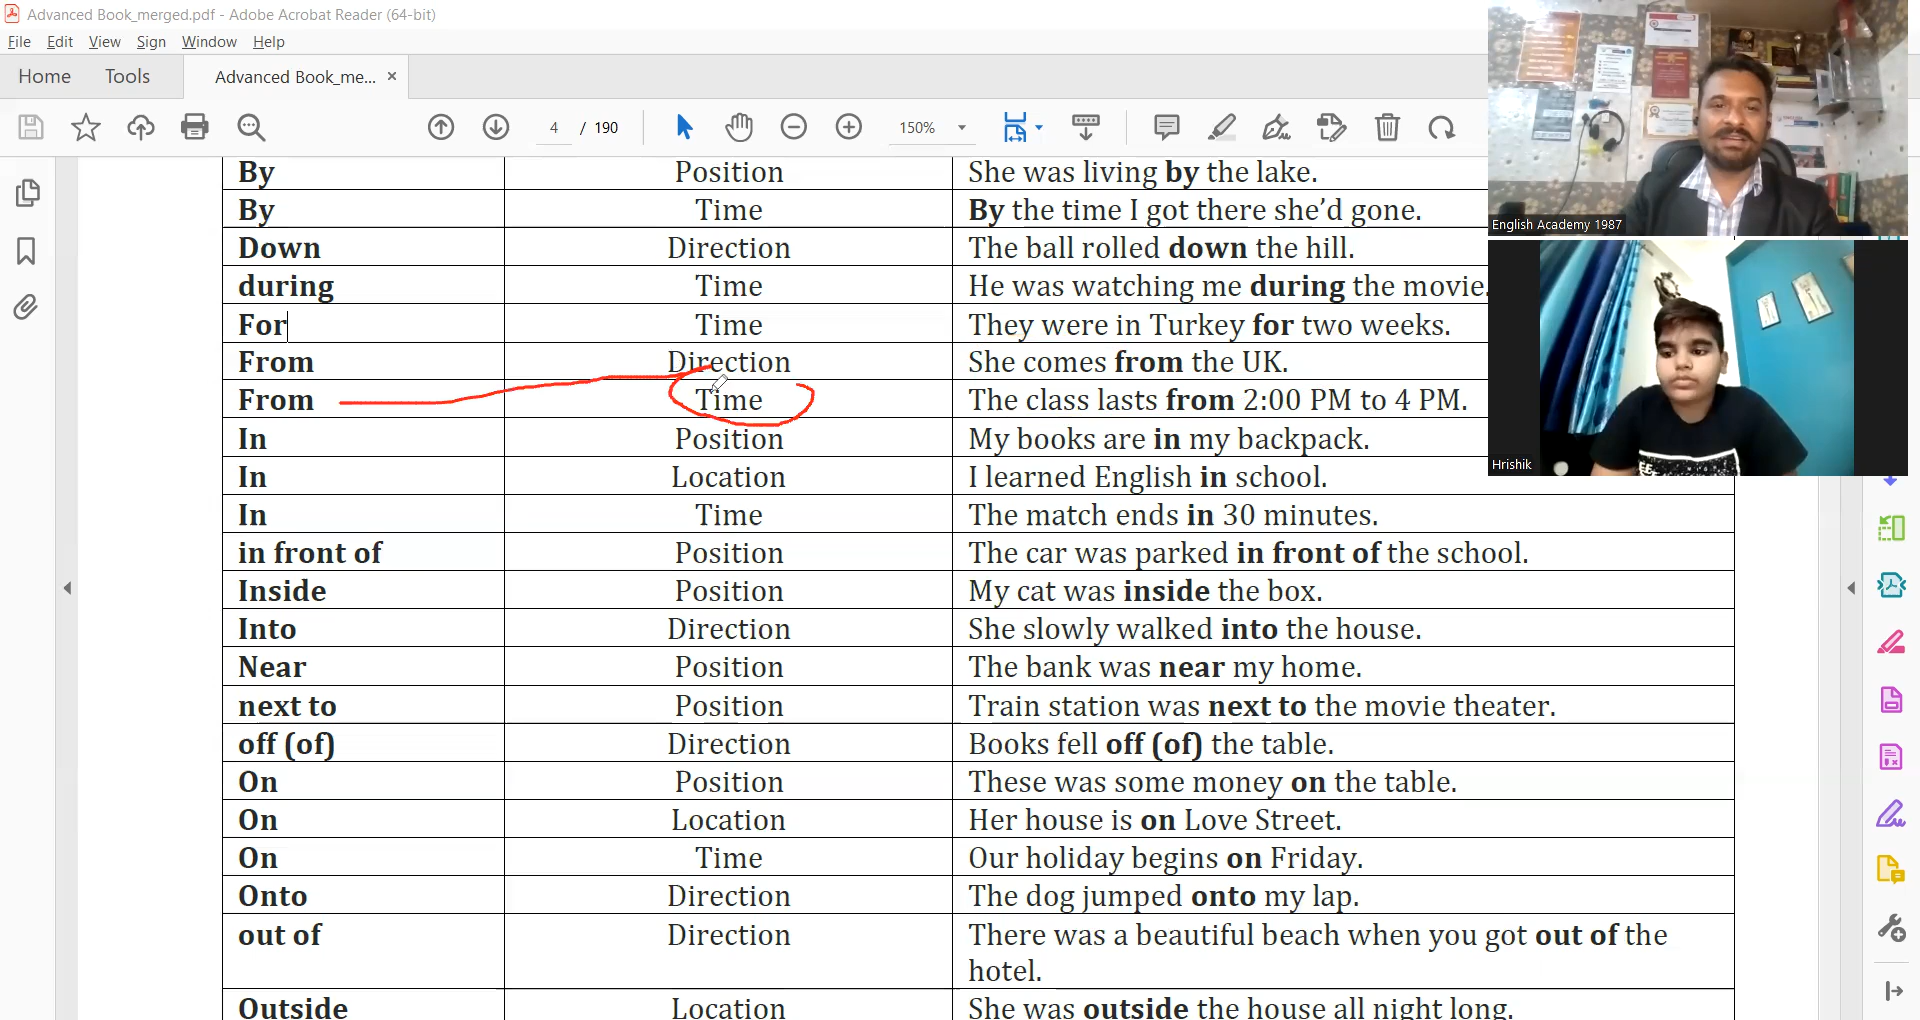 Advanced Book_merged.pdf - Adobe Acrobat Reader (64-bit)
File Edit View Sign Window Help
Home Tools Advanced Book_me... ×
4 / 190 150%
By Position She was living by the lake.
By Time By the time I got there she’d gone.
Down Direction The ball rolled down the hill.
during Time He was watching me during the movie.
For Time They were in Turkey for two weeks.
From Direction She comes from the UK.
From Time The class lasts from 2:00 PM to 4 PM.
In Position My books are in my backpack.
In Location I learned English in school.
In Time The match ends in 30 minutes.
in front of Position The car was parked in front of the school.
Inside Position My cat was inside the box.
Into Direction She slowly walked into the house.
Near Position The bank was near my home.
next to Position Train station was next to the movie theater.
off (of) Direction Books fell off (of) the table.
On Position These was some money on the table.
On Location Her house is on Love Street.
On Time Our holiday begins on Friday.
Onto Direction The dog jumped onto my lap.
out of Direction There was a beautiful beach when you got out of the
hotel.
Outside Location She was outside the house all night long.
English Academy 1987
Hrishik